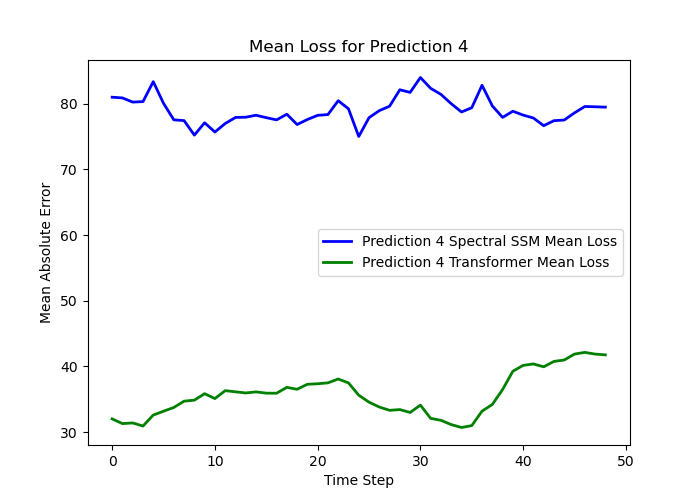 Mean Loss for Prediction 4
Mean Absolute Error
80
70
60
50
40
30
Prediction 4 Spectral SSM Mean Loss
Prediction 4 Transformer Mean Loss
0 10 20 30 40 50
Time Step